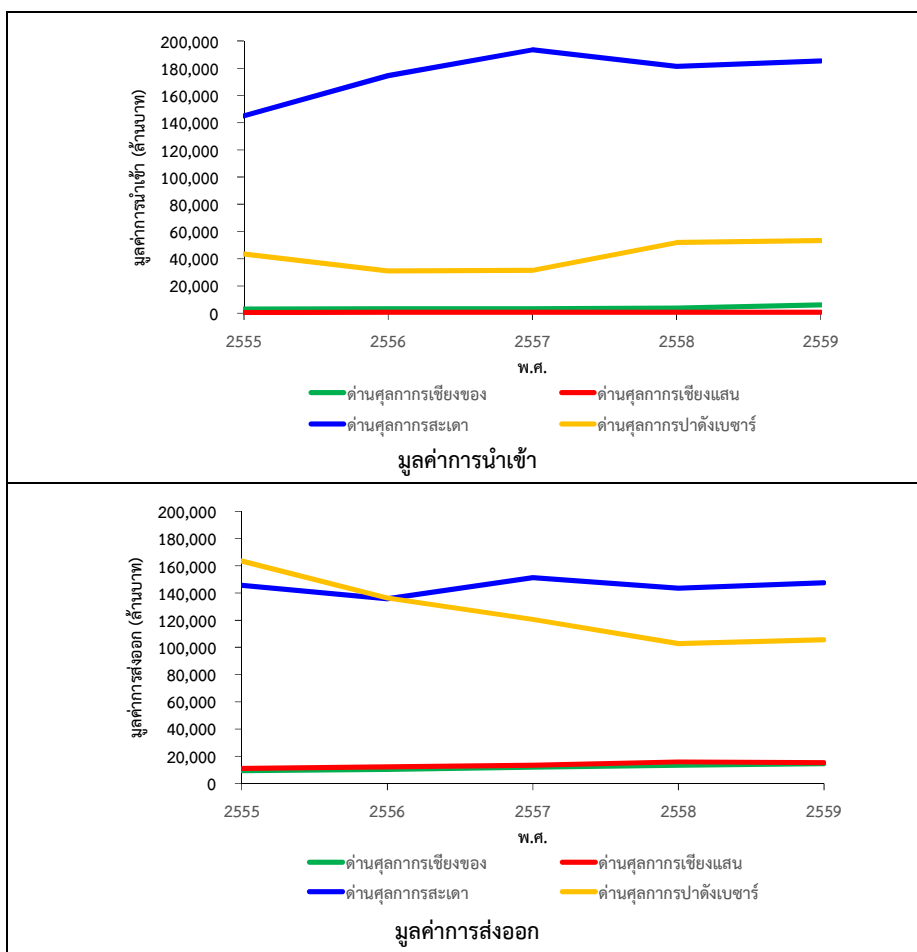 200,000
180,000
160,000
140,000
120,000
100,000
80,000
60,000
40,000
20,000
0
มูลค่าการนำเข้า (ล้านบาท)
2555 2556 2557 2558 2559
พ.ศ.
ด่านศุลกากรเชียงของ ด่านศุลกากรเชียงแสน
ด่านศุลกากรสะเดา ด่านศุลกากรปาดังเบซาร์
มูลค่าการนำเข้า
200,000
180,000
160,000
140,000
120,000
100,000
80,000
60,000
40,000
20,000
0
มูลค่าการส่งออก (ล้านบาท)
2555 2556 2557 2558 2559
พ.ศ.
ด่านศุลกากรเชียงของ ด่านศุลกากรเชียงแสน
ด่านศุลกากรสะเดา ด่านศุลกากรปาดังเบซาร์
มูลค่าการส่งออก